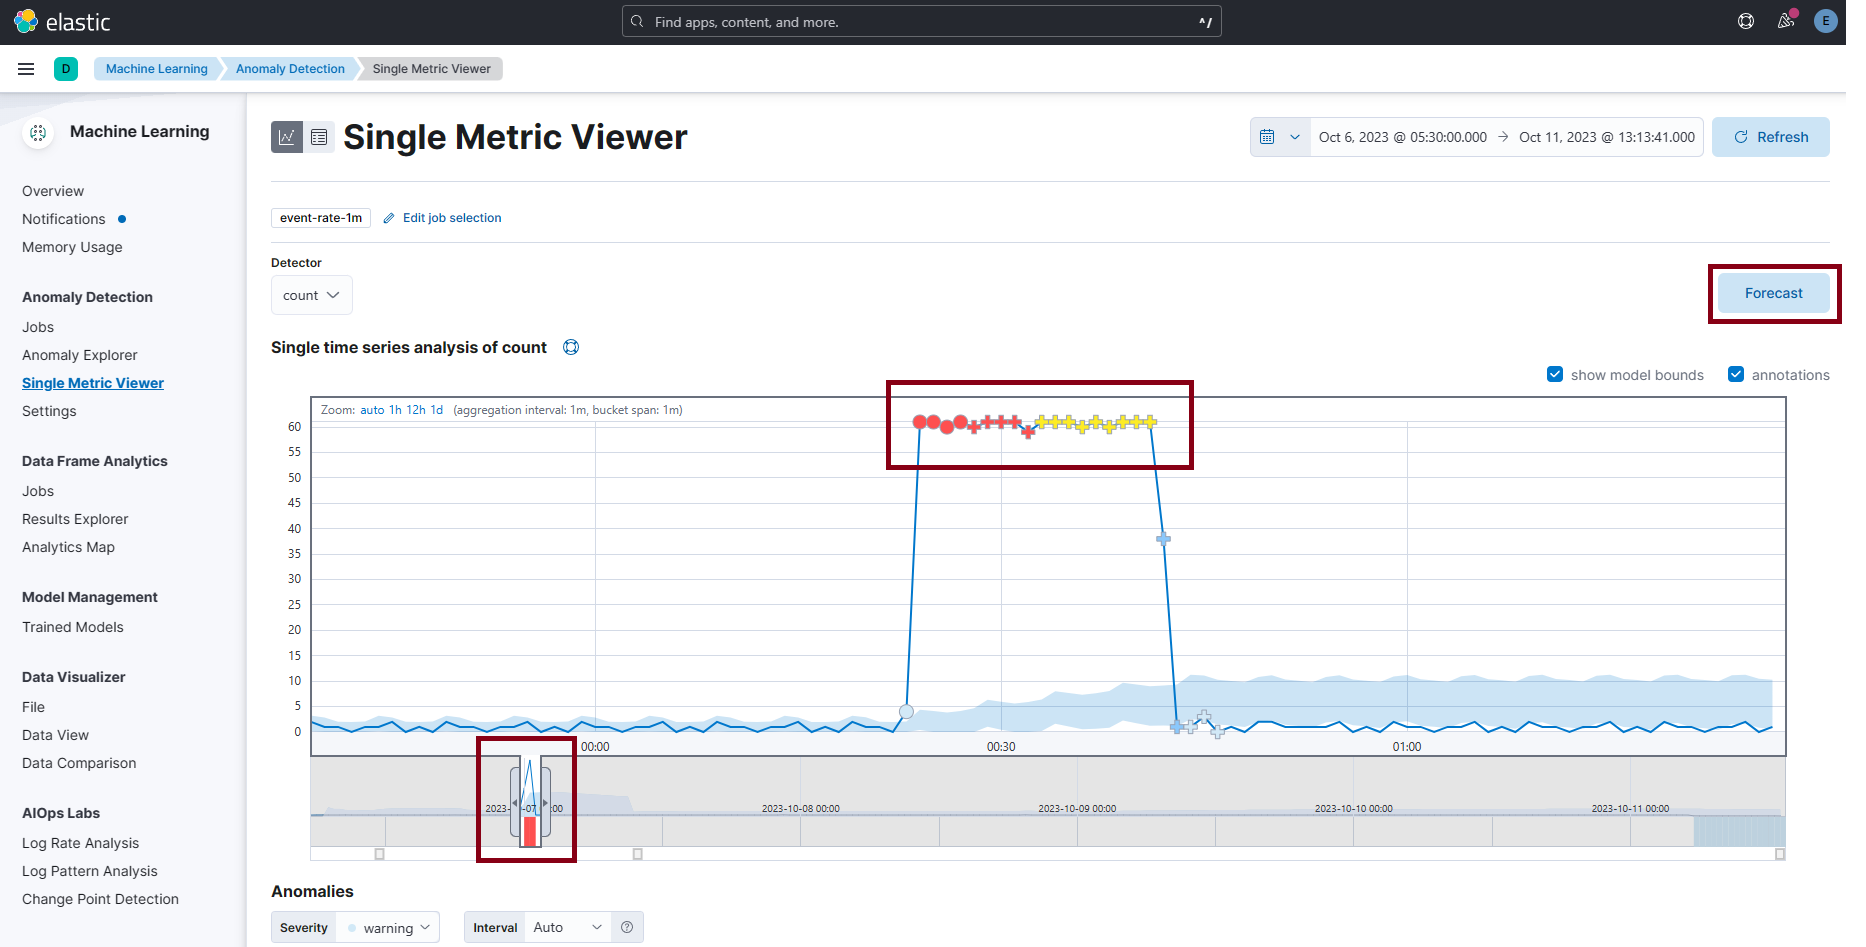 elastic
Find apps, content, and more.
^/
E
D
Machine Learning
Anomaly Detection
Single Metric Viewer
Machine Learning
Overview
Notifications
Memory Usage
Anomaly Detection
Jobs
Anomaly Explorer
Single Metric Viewer
Settings
Data Frame Analytics
Jobs
Results Explorer
Analytics Map
Model Management
Trained Models
Data Visualizer
File
Data View
Data Comparison
AIOps Labs
Log Rate Analysis
Log Pattern Analysis
Change Point Detection
Single Metric Viewer
Oct 6, 2023 @ 05:30:00.000 → Oct 11, 2023 @ 13:13:41.000
Refresh
event-rate-1m
Edit job selection
Detector
count
Forecast
Single time series analysis of count
show model bounds
annotations
Zoom: auto 1h 12h 1d (aggregation interval: 1m, bucket span: 1m)
60
55
50
45
40
35
30
25
20
15
10
5
0
00:00
00:30
01:00
2023-10-08 00:00
2023-10-09 00:00
2023-10-10 00:00
2023-10-11 00:00
Anomalies
Severity
warning
Interval
Auto